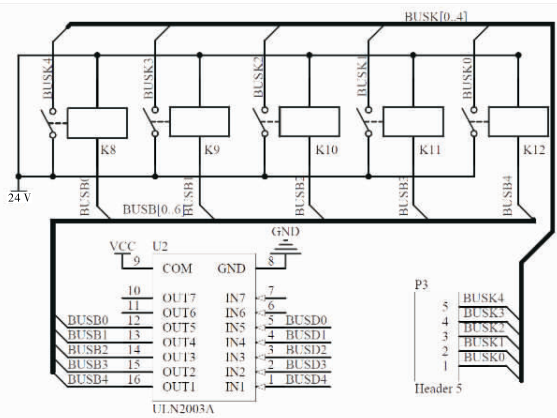 BUSK[0..4]
BUSK4 BUSK3 BUSK2 BUSK1 BUSK0
K8 K9 K10 K11 K12
24 V
BUSB0 BUSB1 BUSB2 BUSB3 BUSB4
BUSB[0..6]
GND
VCC U2
9 COM GND 8
10 OUT7 IN7 7
11 OUT6 IN6 6
BUSB0 12 OUT5 IN5 5 BUSD0
BUSB1 13 OUT4 IN4 4 BUSD1
BUSB2 14 OUT3 IN3 3 BUSD2
BUSB3 15 OUT2 IN2 2 BUSD3
BUSB4 16 OUT1 IN1 1 BUSD4
ULN2003A
P3
5 BUSK4
4 BUSK3
3 BUSK2
2 BUSK1
1 BUSK0
Header 5